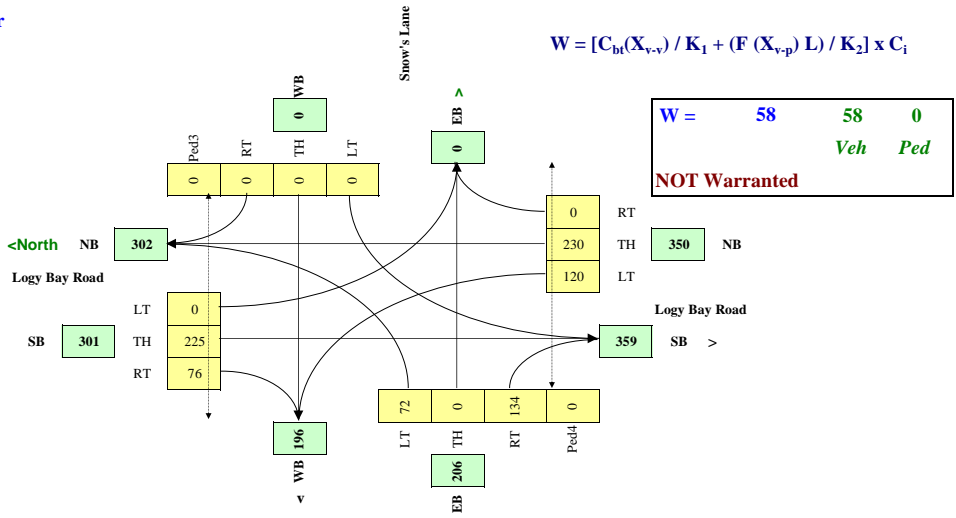 r
W = [Cbt(Xv-v) / K1 + (F (Xv-p) L) / K2] x Ci
Snow's Lane
W = 58 58 0
Veh Ped
NOT Warranted
WB
0
Ped3 RT TH LT
0 0 0 0
^
EB
0
0 RT
230 TH 350 NB
120 LT
<North NB 302
Logy Bay Road
Logy Bay Road
LT 0
SB 301 TH 225
RT 76
359 SB >
72 0 134 0
LT TH RT Ped4
196
WB
v
206
EB